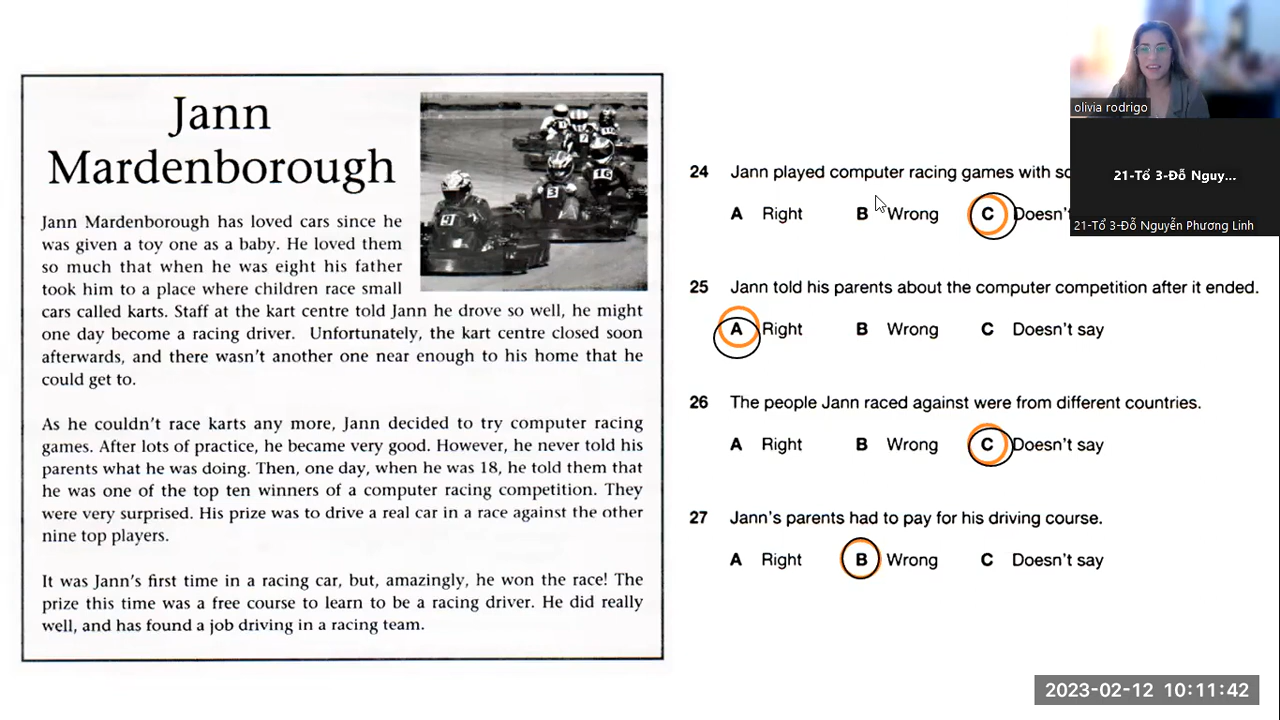 Jann
Mardenborough
Jann Mardenborough has loved cars since he
was given a toy one as a baby. He loved them
so much that when he was eight his father
took him to a place where children race small
cars called karts. Staff at the kart centre told Jann he drove so well, he might
one day become a racing driver. Unfortunately, the kart centre closed soon
afterwards, and there wasn't another one near enough to his home that he
could get to.
As he couldn't race karts any more, Jann decided to try computer racing
games. After lots of practice, he became very good. However, he never told his
parents what he was doing. Then, one day, when he was 18, he told them that
he was one of the top ten winners of a computer racing competition. They
were very surprised. His prize was to drive a real car in a race against the other
nine top players.
It was Jann's first time in a racing car, but, amazingly, he won the race! The
prize this time was a free course to learn to be a racing driver. He did really
well, and has found a job driving in a racing team.
9
3
16
7
24 Jann played computer racing games with
A Right B Wrong C Doesn't
25 Jann told his parents about the computer competition after it ended.
A Right B Wrong C Doesn't say
26 The people Jann raced against were from different countries.
A Right B Wrong C Doesn't say
27 Jann's parents had to pay for his driving course.
A Right B Wrong C Doesn't say
olivia rodrigo
21-Tổ 3-Đỗ Nguy...
21-Tổ 3-Đỗ Nguyễn Phương Linh
2023-02-12 10:11:42